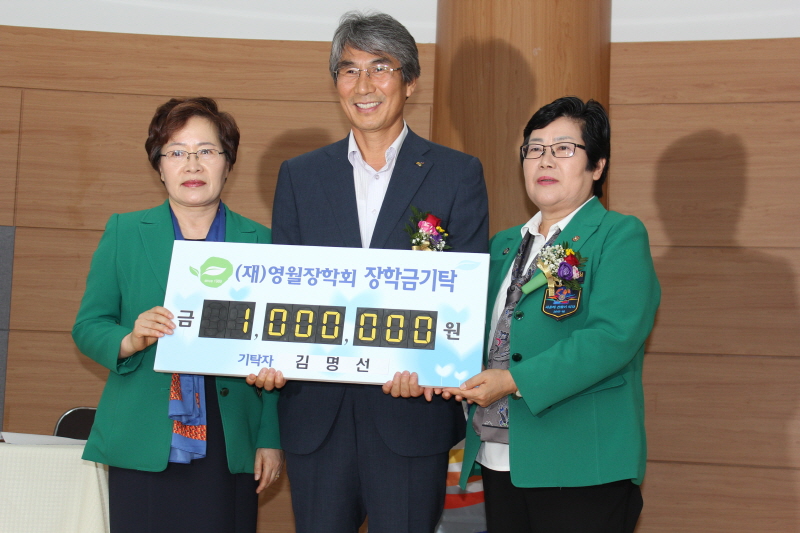 (재)영월장학회 장학금기탁
금 1,000,000 원
기탁자 김 명 선